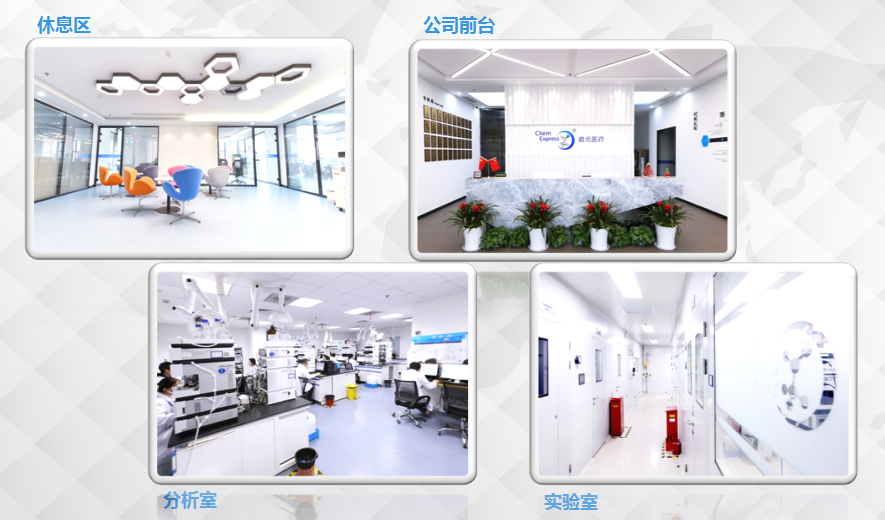 休息区
公司前台
Chem
Express
皓元医药
分析室
实验室